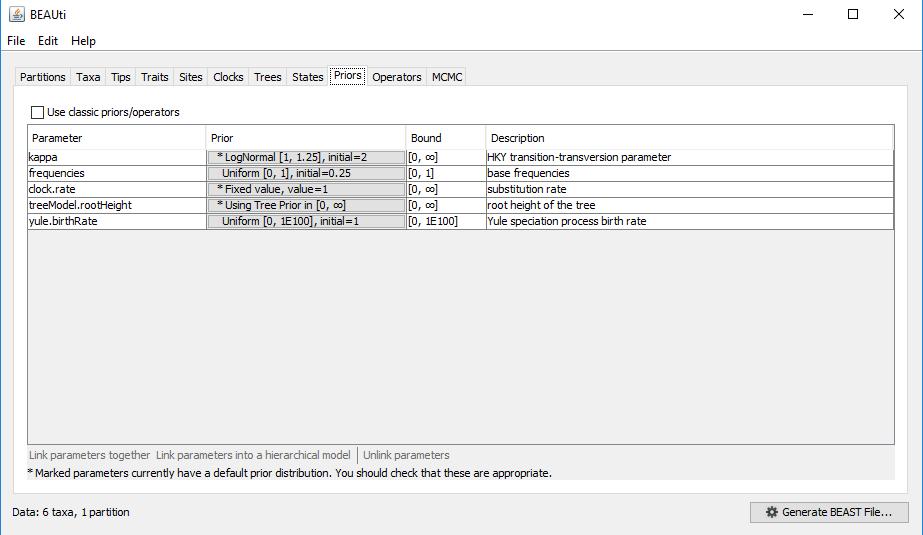 BEAUti
File Edit Help
Partitions Taxa Tips Traits Sites Clocks Trees States Priors Operators MCMC
Use classic priors/operators
Parameter Prior Bound Description
kappa * LogNormal [1, 1.25], initial=2 [0, ∞] HKY transition-transversion parameter
frequencies Uniform [0, 1], initial=0.25 [0, 1] base frequencies
clock.rate * Fixed value, value=1 [0, ∞] substitution rate
treeModel.rootHeight * Using Tree Prior in [0, ∞] [0, ∞] root height of the tree
yule.birthRate Uniform [0, 1E100], initial=1 [0, 1E100] Yule speciation process birth rate
Link parameters together Link parameters into a hierarchical model Unlink parameters
* Marked parameters currently have a default prior distribution. You should check that these are appropriate.
Data: 6 taxa, 1 partition Generate BEAST File...